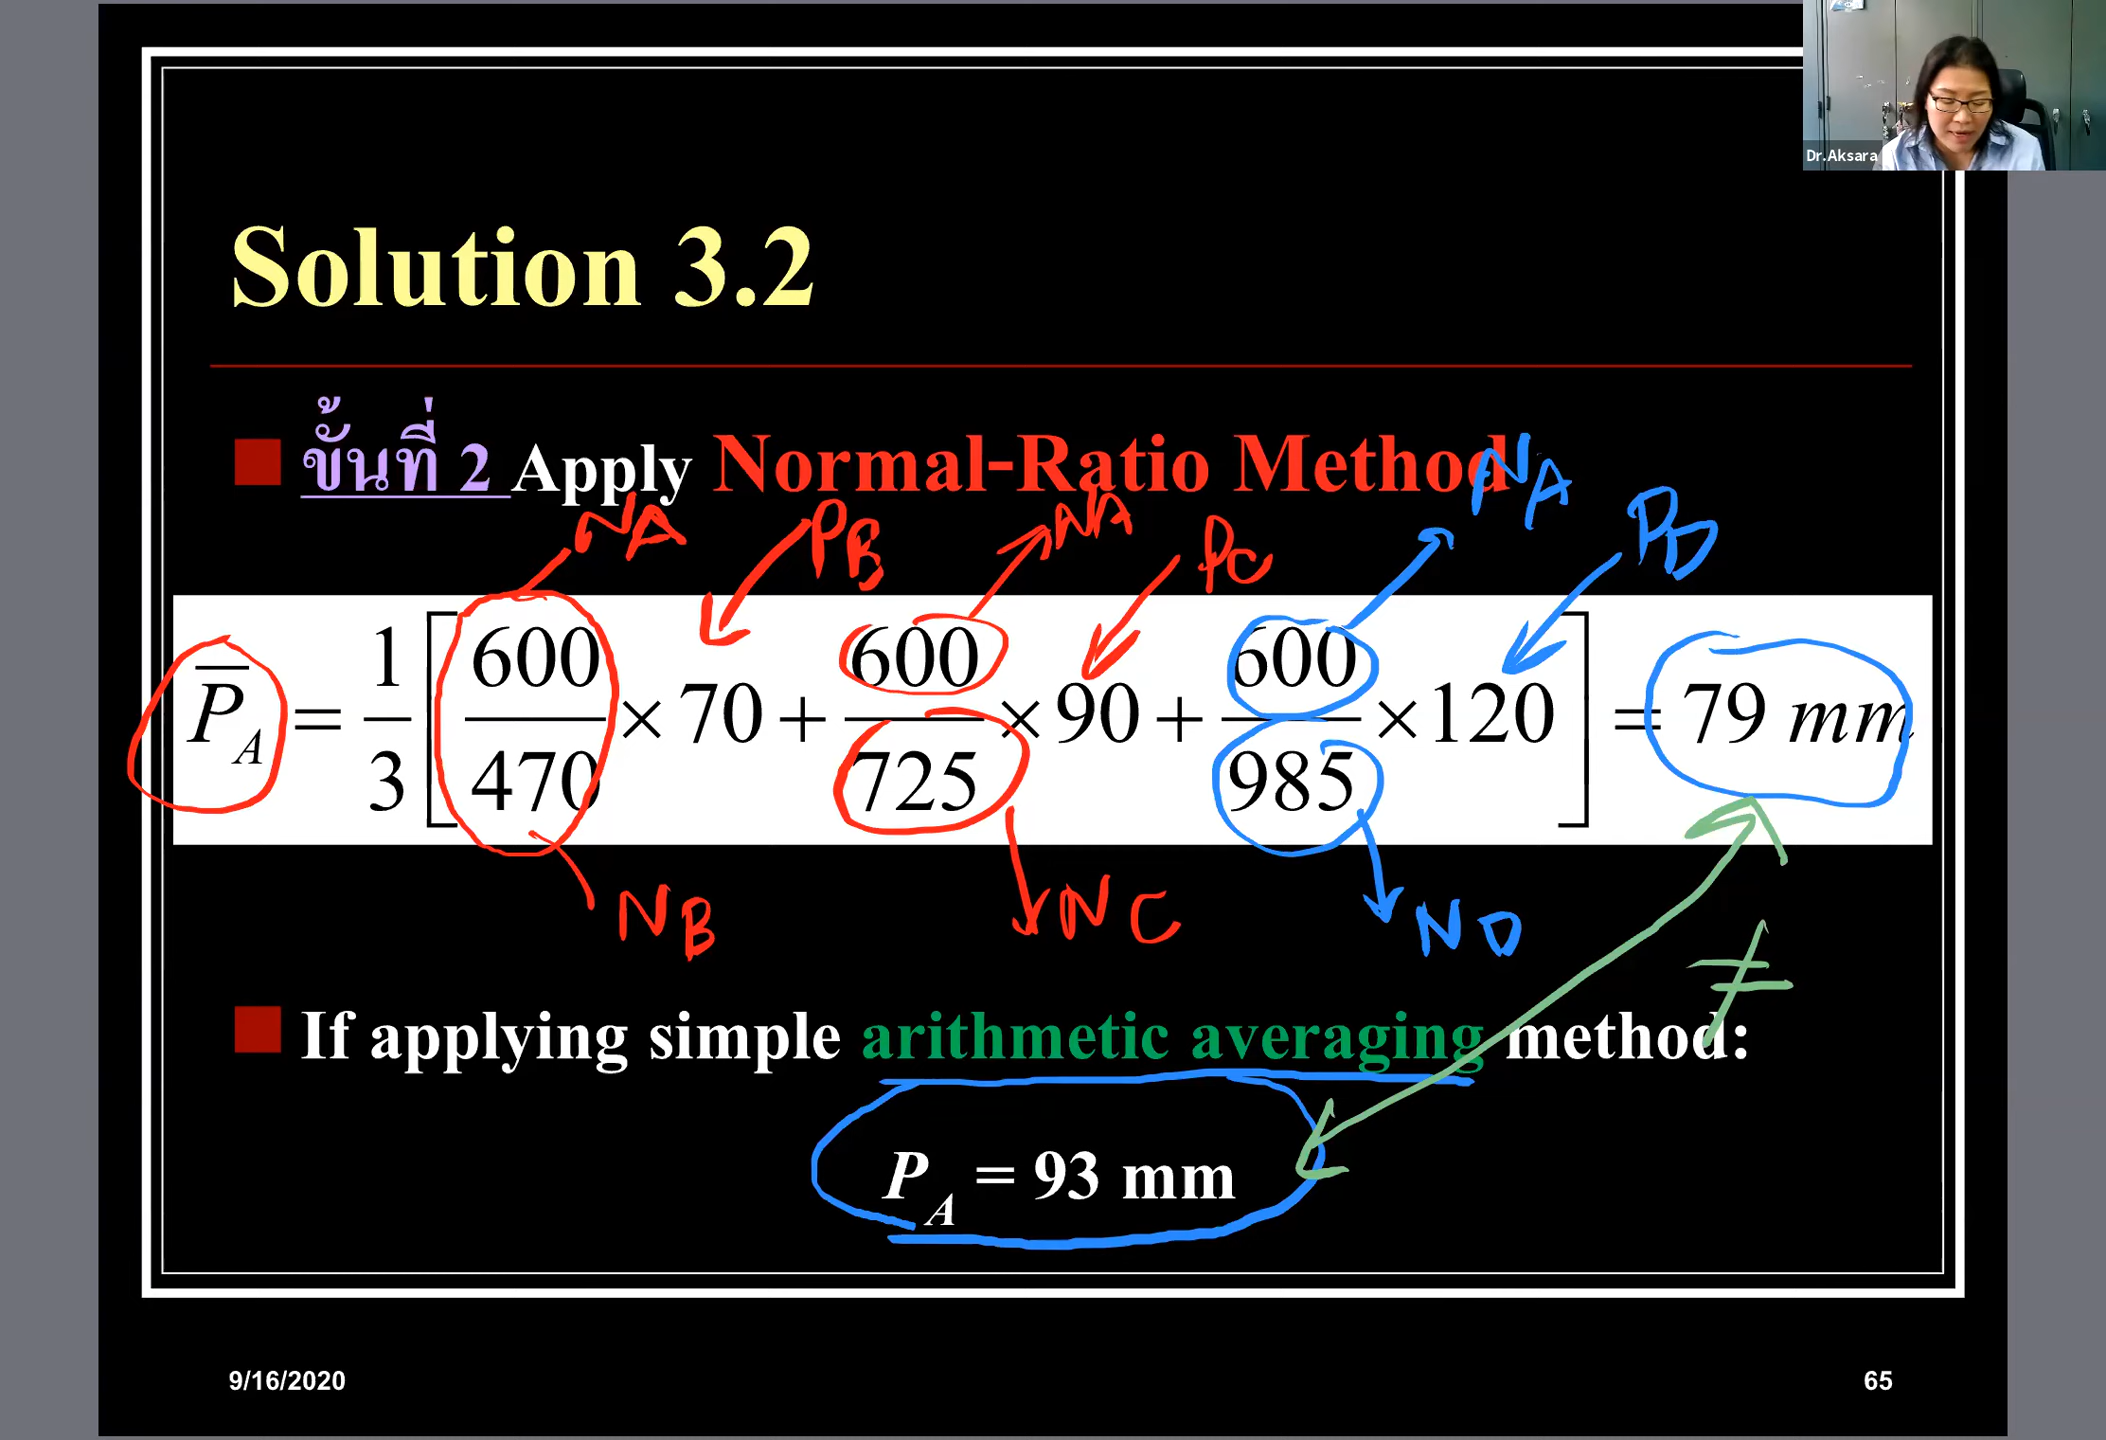 Dr.Aksara
Solution 3.2
ขั้นที่ 2 Apply Normal-Ratio Method
NA PB NA PC NA PD
P̅_A = 1/3 [ 600/470 × 70 + 600/725 × 90 + 600/985 × 120 ] = 79 mm
NB NC ND
≠
If applying simple arithmetic averaging method:
P_A = 93 mm
9/16/2020
65